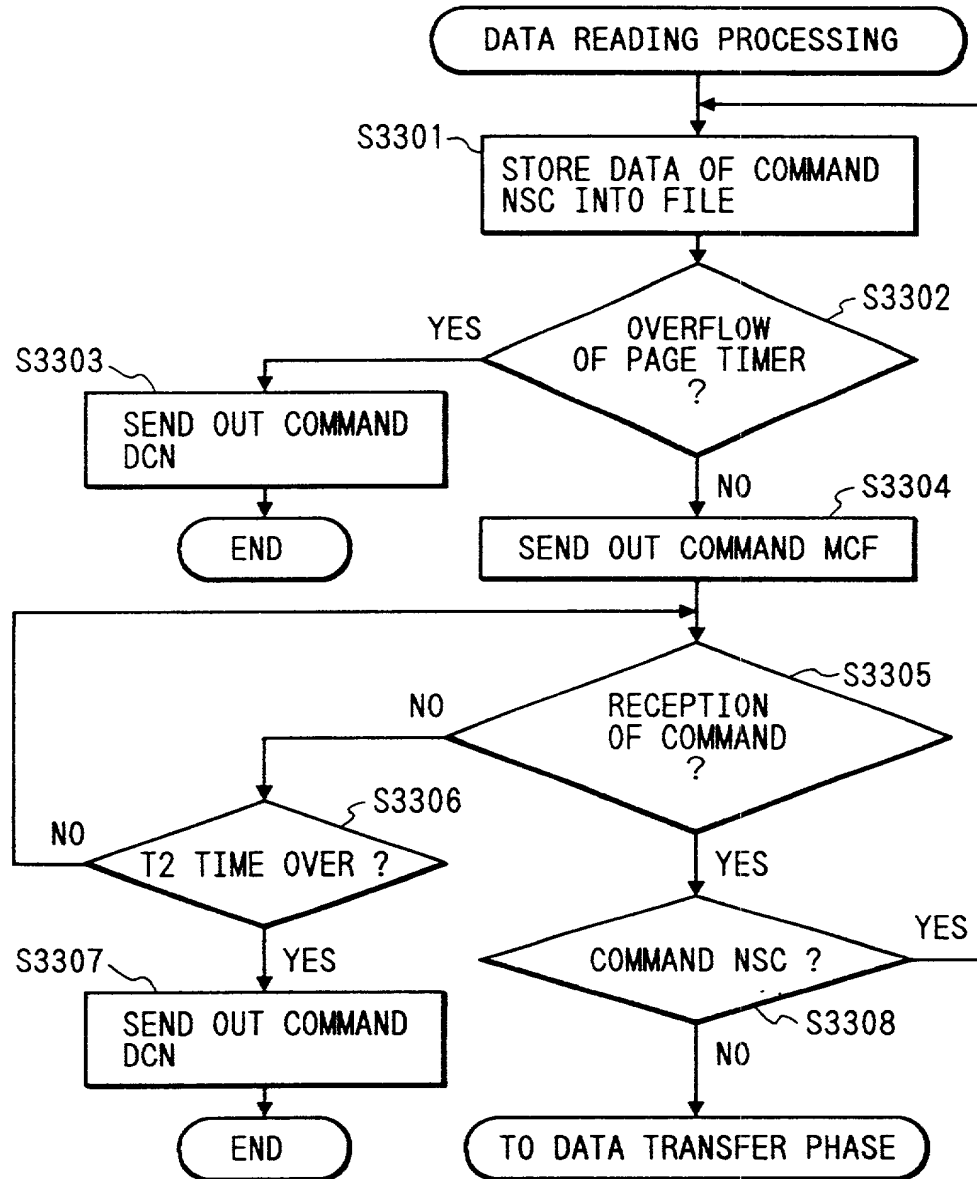 DATA READING PROCESSING
S3301
STORE DATA OF COMMAND
NSC INTO FILE
S3302
OVERFLOW
OF PAGE TIMER
?
YES
S3303
SEND OUT COMMAND
DCN
END
NO
S3304
SEND OUT COMMAND MCF
S3305
RECEPTION
OF COMMAND
?
NO
S3306
T2 TIME OVER ?
NO
YES
YES
S3307
SEND OUT COMMAND
DCN
END
COMMAND NSC ?
YES
S3308
NO
TO DATA TRANSFER PHASE